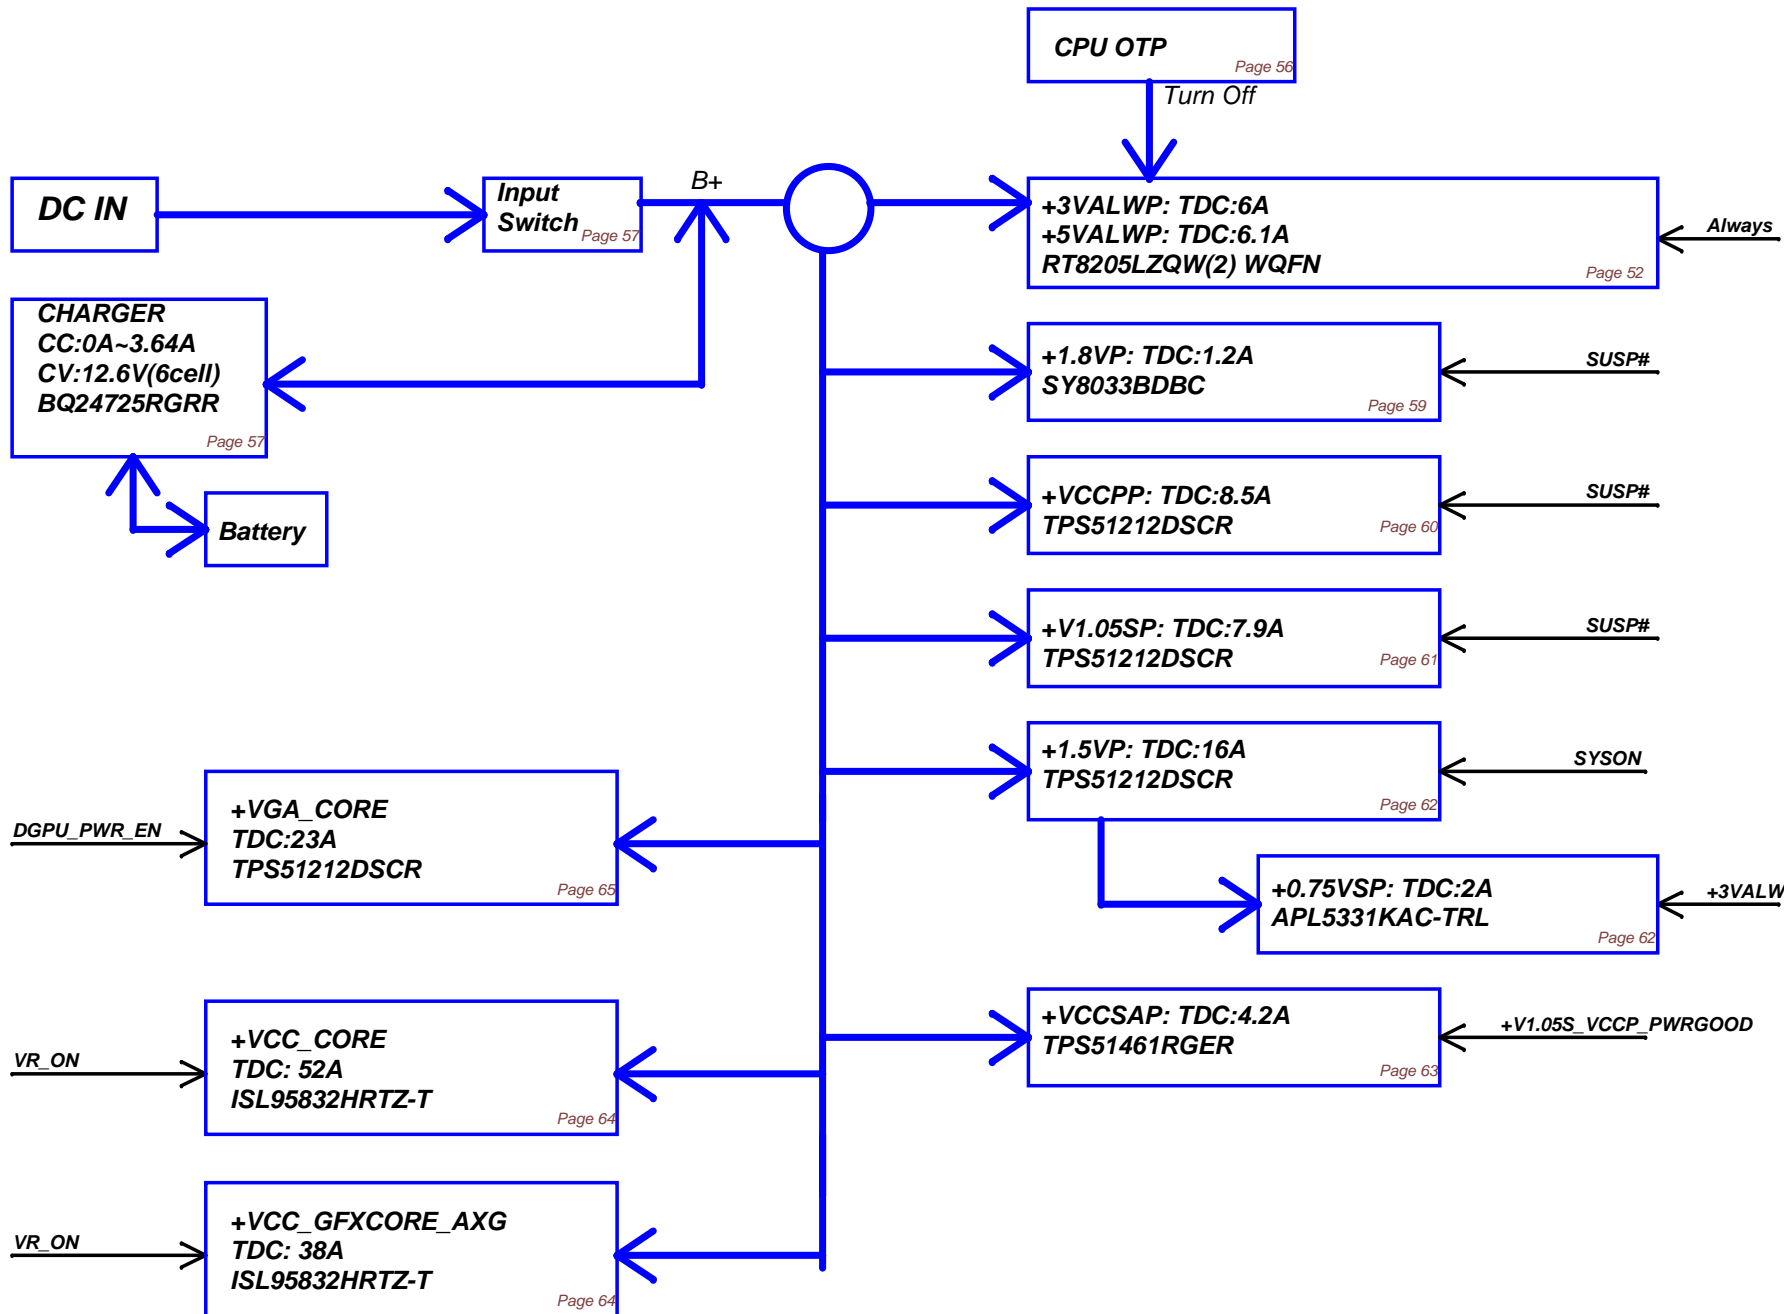 CPU OTP
Page 56
Turn Off
DC IN
Input
Switch
Page 57
B+
+3VALWP: TDC:6A
+5VALWP: TDC:6.1A
RT8205LZQW(2) WQFN
Page 52
Always
CHARGER
CC:0A~3.64A
CV:12.6V(6cell)
BQ24725RGRR
Page 57
Battery
+1.8VP: TDC:1.2A
SY8033BDBC
Page 59
SUSP#
+VCCPP: TDC:8.5A
TPS51212DSCR
Page 60
SUSP#
+V1.05SP: TDC:7.9A
TPS51212DSCR
Page 61
SUSP#
+1.5VP: TDC:16A
TPS51212DSCR
Page 62
SYSON
DGPU_PWR_EN
+VGA_CORE
TDC:23A
TPS51212DSCR
Page 65
+0.75VSP: TDC:2A
APL5331KAC-TRL
Page 62
+3VALW
VR_ON
+VCC_CORE
TDC: 52A
ISL95832HRTZ-T
Page 64
+VCCSAP: TDC:4.2A
TPS51461RGER
Page 63
+V1.05S_VCCP_PWRGOOD
VR_ON
+VCC_GFXCORE_AXG
TDC: 38A
ISL95832HRTZ-T
Page 64